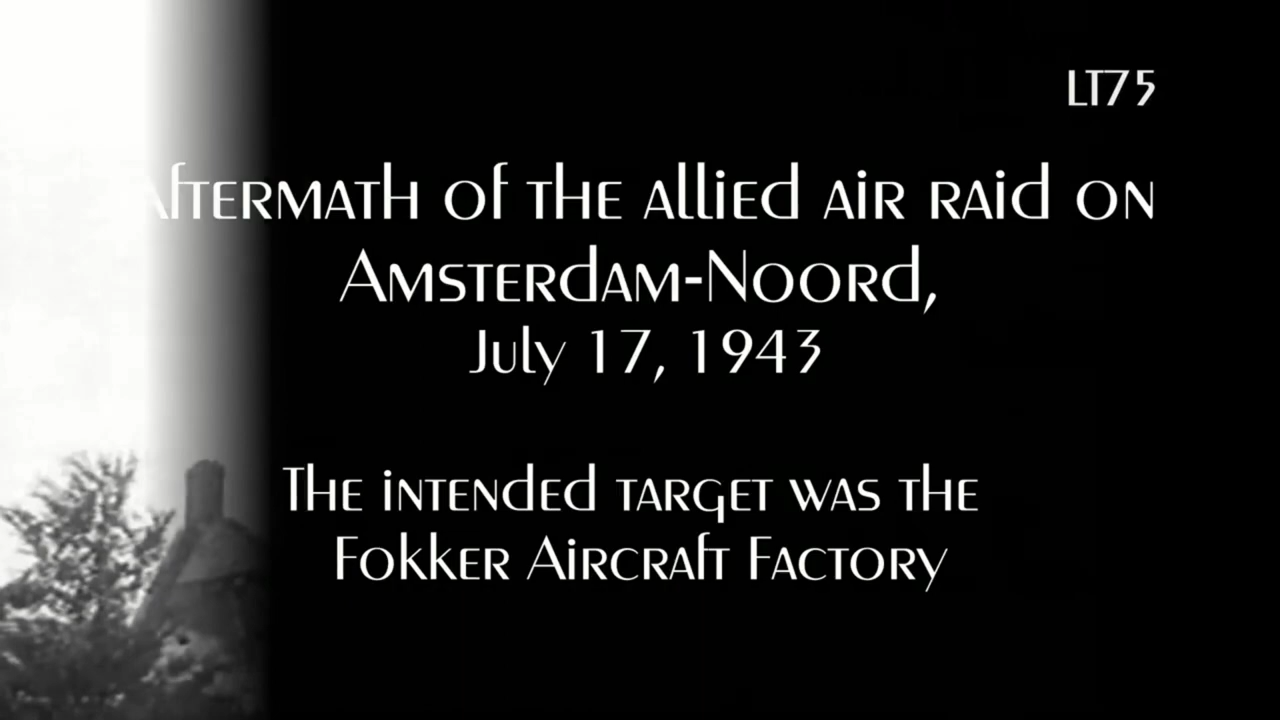 LT75
Aftermath of the allied air raid on
Amsterdam-Noord,
July 17, 1943
The intended target was the
Fokker Aircraft Factory